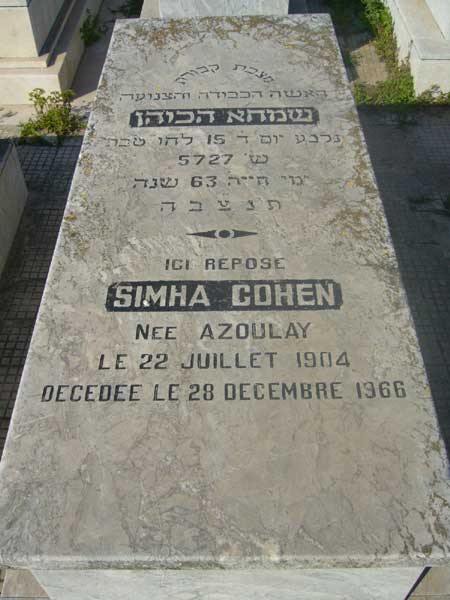 מצבת קבורת
האשה הכבודה והצנועה
שמחא הכוהן
נלבע יום ד 15 לחו טבת
ש׳ 5727
ימי חייה 63 שנה
תנצבה
ICI REPOSE
SIMHA COHEN
NEE AZOULAY
LE 22 JUILLET 1904
DECEDEE LE 28 DECEMBRE 1966